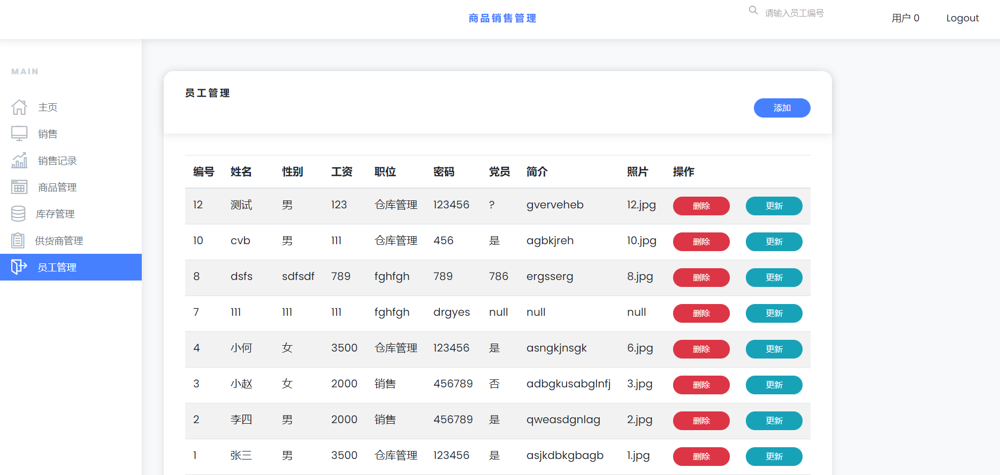 商品销售管理
请输入员工编号
用户 0
Logout
MAIN
主页
销售
销售记录
商品管理
库存管理
供货商管理
员工管理
员工管理
添加
编号 姓名 性别 工资 职位 密码 党员 简介 照片 操作
12 测试 男 123 仓库管理 123456 ? gverveheb 12.jpg 删除 更新
10 cvb 男 111 仓库管理 456 是 agbkjreh 10.jpg 删除 更新
8 dsfs sdfsdf 789 fghfgh 789 786 ergsserg 8.jpg 删除 更新
7 111 111 111 fghfgh drgyes null null null 删除 更新
4 小何 女 3500 仓库管理 123456 是 asngkjnsgk 6.jpg 删除 更新
3 小赵 女 2000 销售 456789 否 adbgkusabglnfj 3.jpg 删除 更新
2 李四 男 2000 销售 456789 是 qweasdgnlag 2.jpg 删除 更新
1 张三 男 3500 仓库管理 123456 是 asjkdbkgbagb 1.jpg 删除 更新